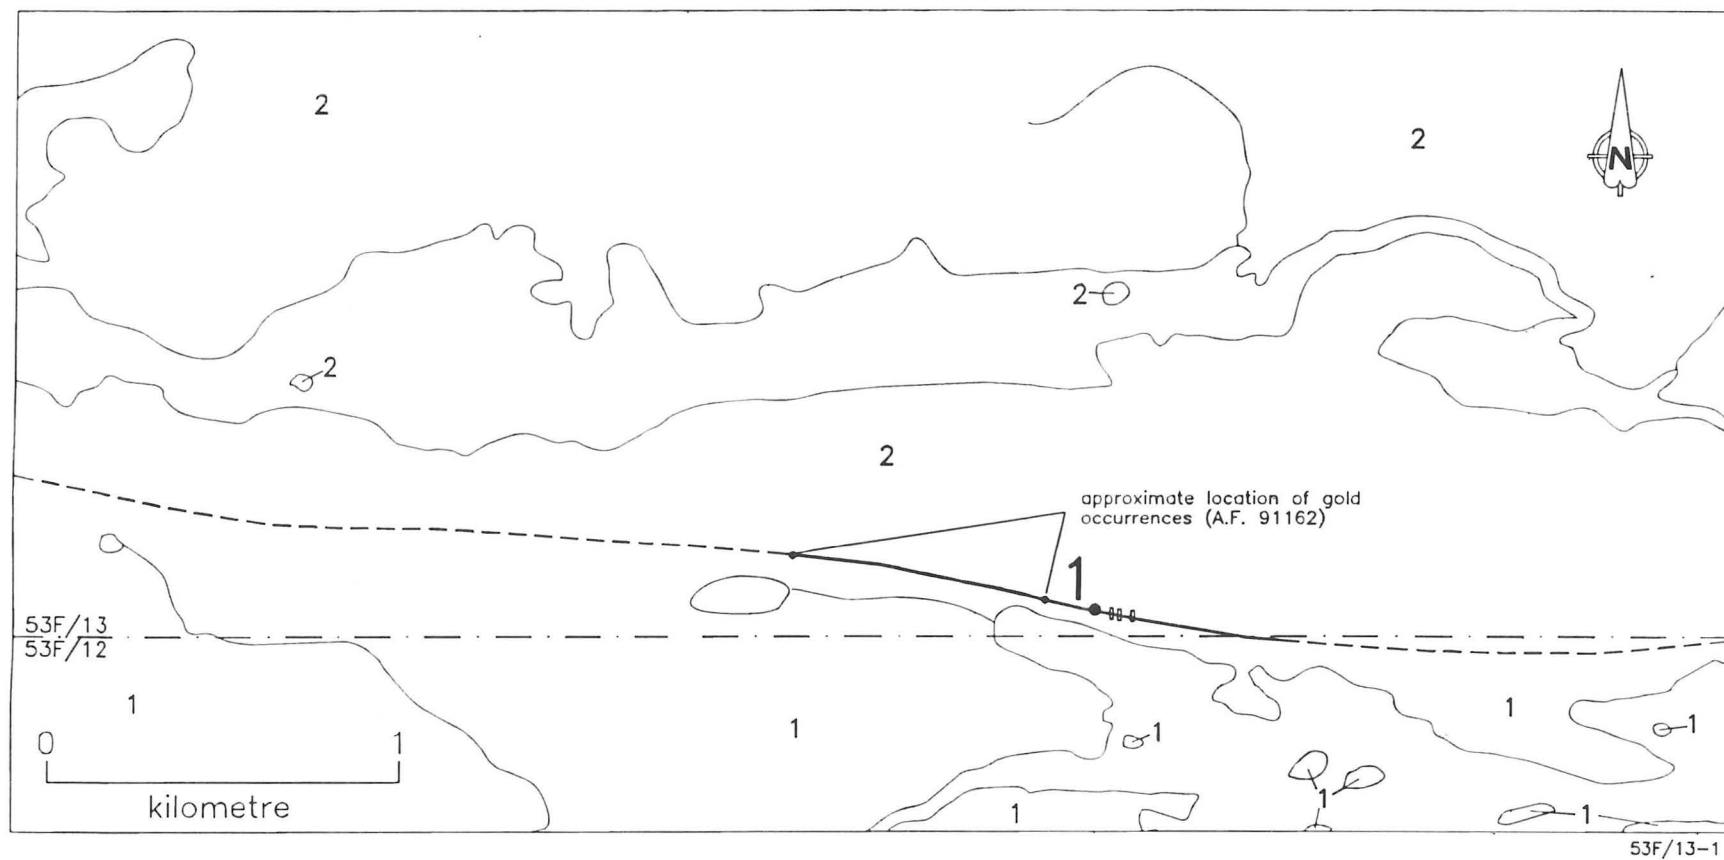 2
2
N
2
2
2
approximate location of gold
occurrences (A.F. 91162)
1
53F/13
53F/12
1
1
1
1
1
0 1
kilometre
1
1
1
53F/13-1